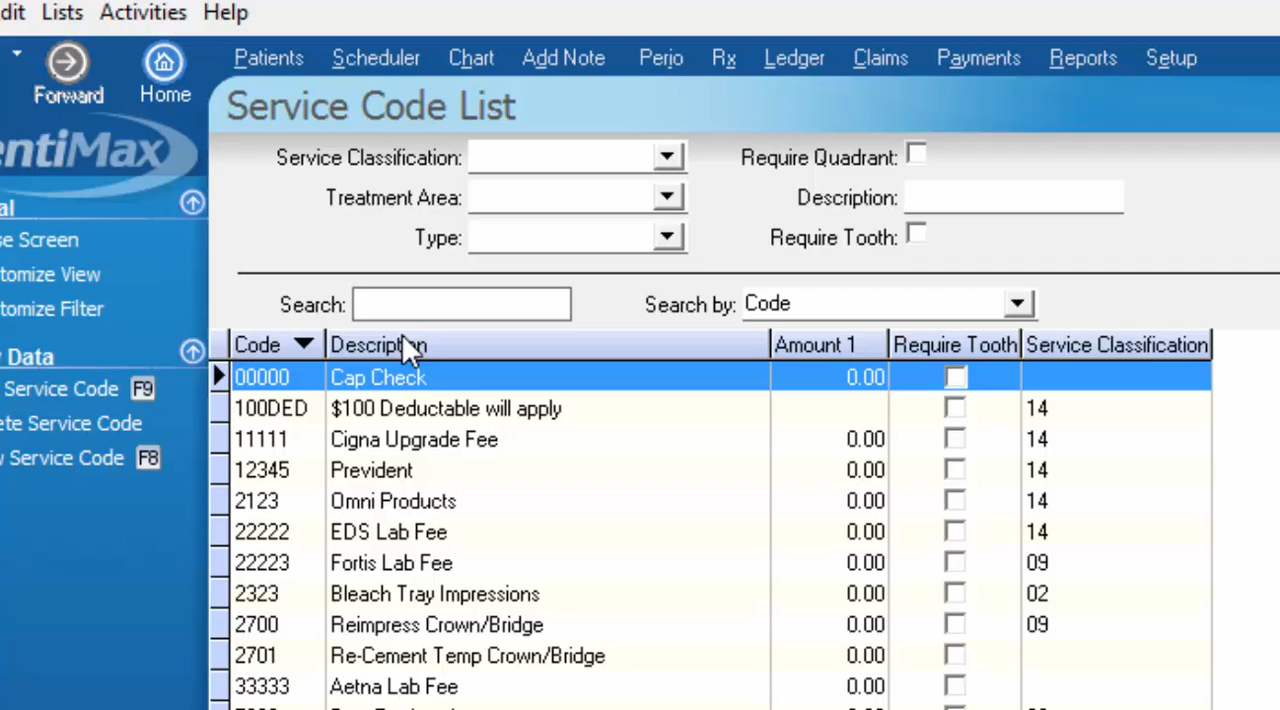 dit Lists Activities Help
Forward Home Patients Scheduler Chart Add Note Perio Rx Ledger Claims Payments Reports Setup
Service Code List
entiMax
Service Classification: Require Quadrant:
Treatment Area: Description:
Type: Require Tooth:
al
se Screen
tomize View
tomize Filter
Data
Service Code F9
ete Service Code
Service Code F8
Search: Search by: Code
Code Description Amount 1 Require Tooth Service Classification
00000 Cap Check 0.00
100DED $100 Deductable will apply 14
11111 Cigna Upgrade Fee 0.00 14
12345 Prevident 0.00 14
2123 Omni Products 0.00 14
22222 EDS Lab Fee 0.00 14
22223 Fortis Lab Fee 0.00 09
2323 Bleach Tray Impressions 0.00 02
2700 Reimpress Crown/Bridge 0.00 09
2701 Re-Cement Temp Crown/Bridge 0.00
33333 Aetna Lab Fee 0.00